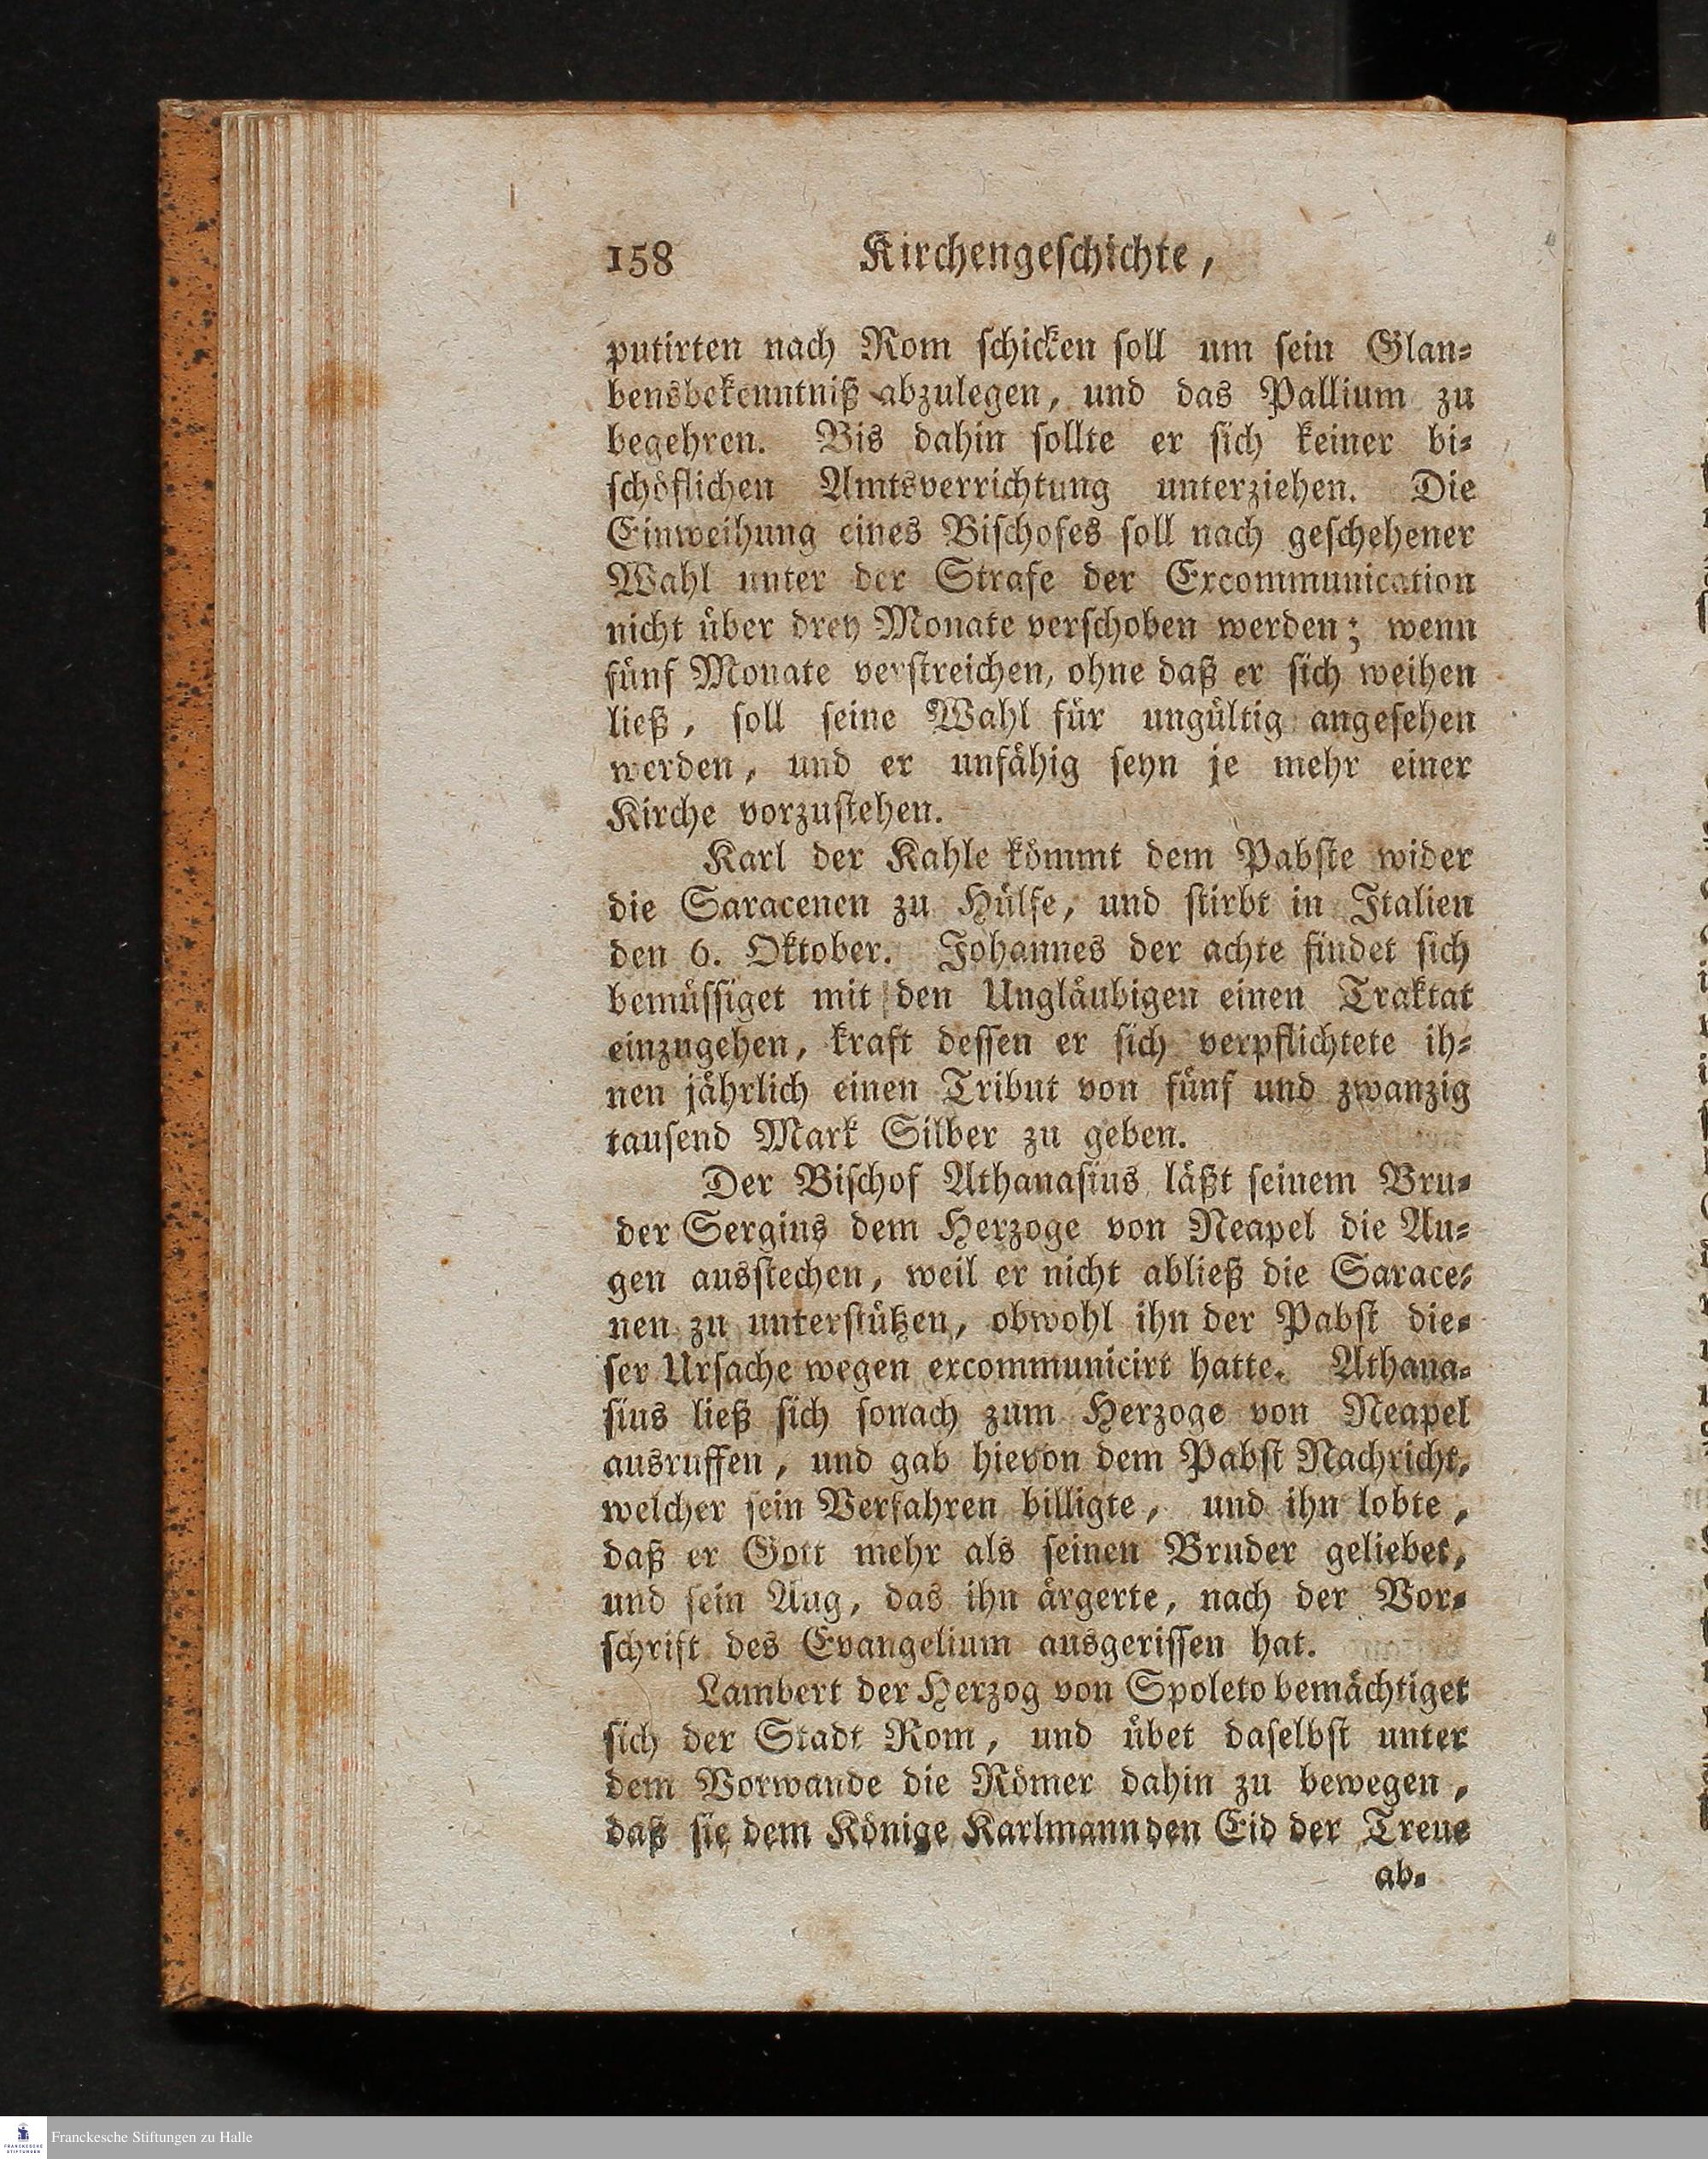 158 Kirchengeschichte,
putirten nach Rom schicken soll um sein Glau-
bensbekenntniß abzulegen, und das Pallium zu
begehren. Bis dahin sollte er sich keiner bi-
schöflichen Amtsverrichtung unterziehen. Die
Einweihung eines Bischofes soll nach geschehener
Wahl unter der Strafe der Excommunication
nicht über drey Monate verschoben werden; wenn
fünf Monate verstreichen, ohne daß er sich weihen
ließ, soll seine Wahl für ungültig angesehen
werden, und er unfähig seyn je mehr einer
Kirche vorzustehen.
Karl der Kahle kömmt dem Pabste wider
die Saracenen zu Hülfe, und stirbt in Italien
den 6. Oktober. Johannes der achte findet sich
bemüssiget mit den Ungläubigen einen Traktat
einzugehen, kraft dessen er sich verpflichtete ih-
nen jährlich einen Tribut von fünf und zwanzig
tausend Mark Silber zu geben.
Der Bischof Athanasius läßt seinem Bru-
der Sergius dem Herzoge von Neapel die Au-
gen ausstechen, weil er nicht abließ die Sarace-
nen zu unterstützen, obwohl ihn der Pabst die-
ser Ursache wegen excommunicirt hatte. Athana-
sius ließ sich sonach zum Herzoge von Neapel
ausruffen, und gab hievon dem Pabst Nachricht,
welcher sein Verfahren billigte, und ihn lobte,
daß er Gott mehr als seinen Bruder geliebet,
und sein Aug, das ihn ärgerte, nach der Vor-
schrift des Evangelium ausgerissen hat.
Lambert der Herzog von Spoleto bemächtiget
sich der Stadt Rom, und übet daselbst unter
dem Vorwande die Römer dahin zu bewegen,
daß sie dem Könige Karlmann den Eid der Treue
ab-
Franckesche Stiftungen zu Halle